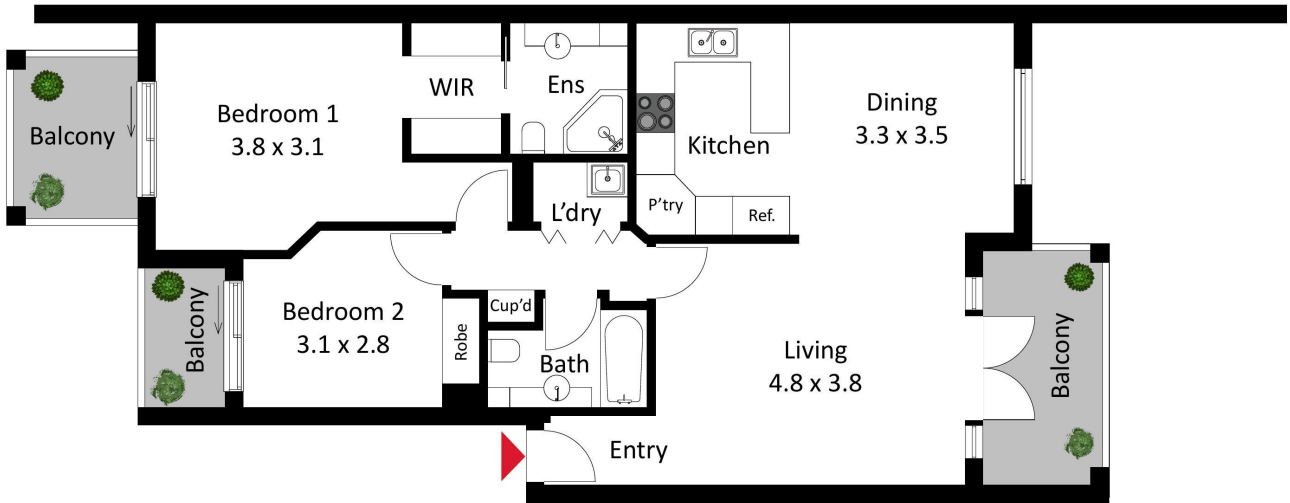 Balcony
Bedroom 1
3.8 x 3.1
WIR
Ens
Kitchen
Dining
3.3 x 3.5
P'try
Ref.
L'dry
Balcony
Bedroom 2
3.1 x 2.8
Robe
Cup'd
Bath
Living
4.8 x 3.8
Balcony
Entry